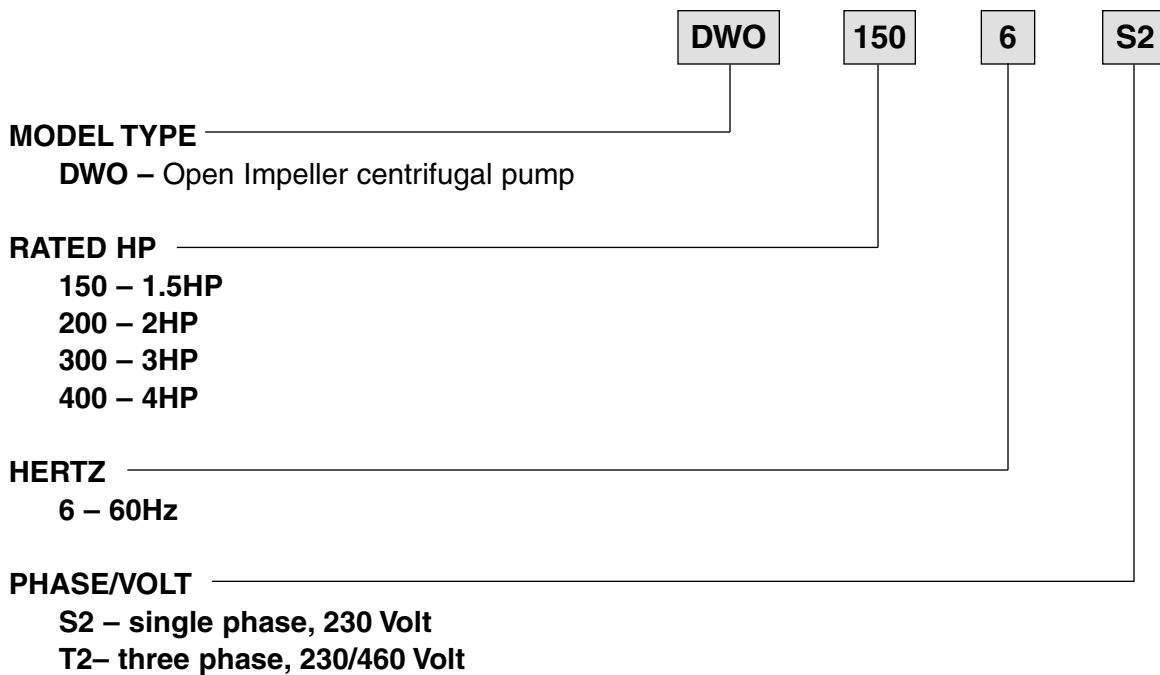 DWO 150 6 S2
MODEL TYPE
DWO – Open Impeller centrifugal pump
RATED HP
150 – 1.5HP
200 – 2HP
300 – 3HP
400 – 4HP
HERTZ
6 – 60Hz
PHASE/VOLT
S2 – single phase, 230 Volt
T2– three phase, 230/460 Volt